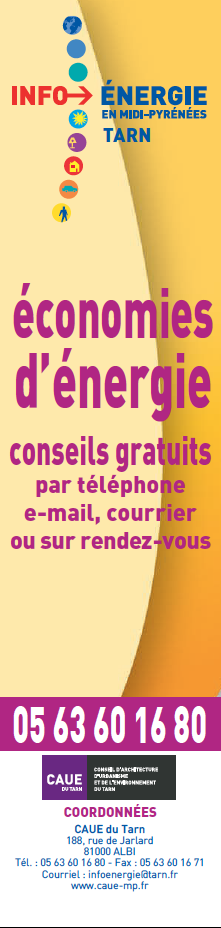 INFO→ ÉNERGIE
EN MIDI-PYRÉNÉES
TARN
économies
d'énergie
conseils gratuits
par téléphone
e-mail, courrier
ou sur rendez-vous
05 63 60 16 80
CAUE
DU TARN
CONSEIL D'ARCHITECTURE
D'URBANISME
ET DE L'ENVIRONNEMENT
DU TARN
COORDONNÉES
CAUE du Tarn
188, rue de Jarlard
81000 ALBI
Tél. : 05 63 60 16 80 - Fax : 05 63 60 16 71
Courriel : infoenergie@tarn.fr
www.caue-mp.fr